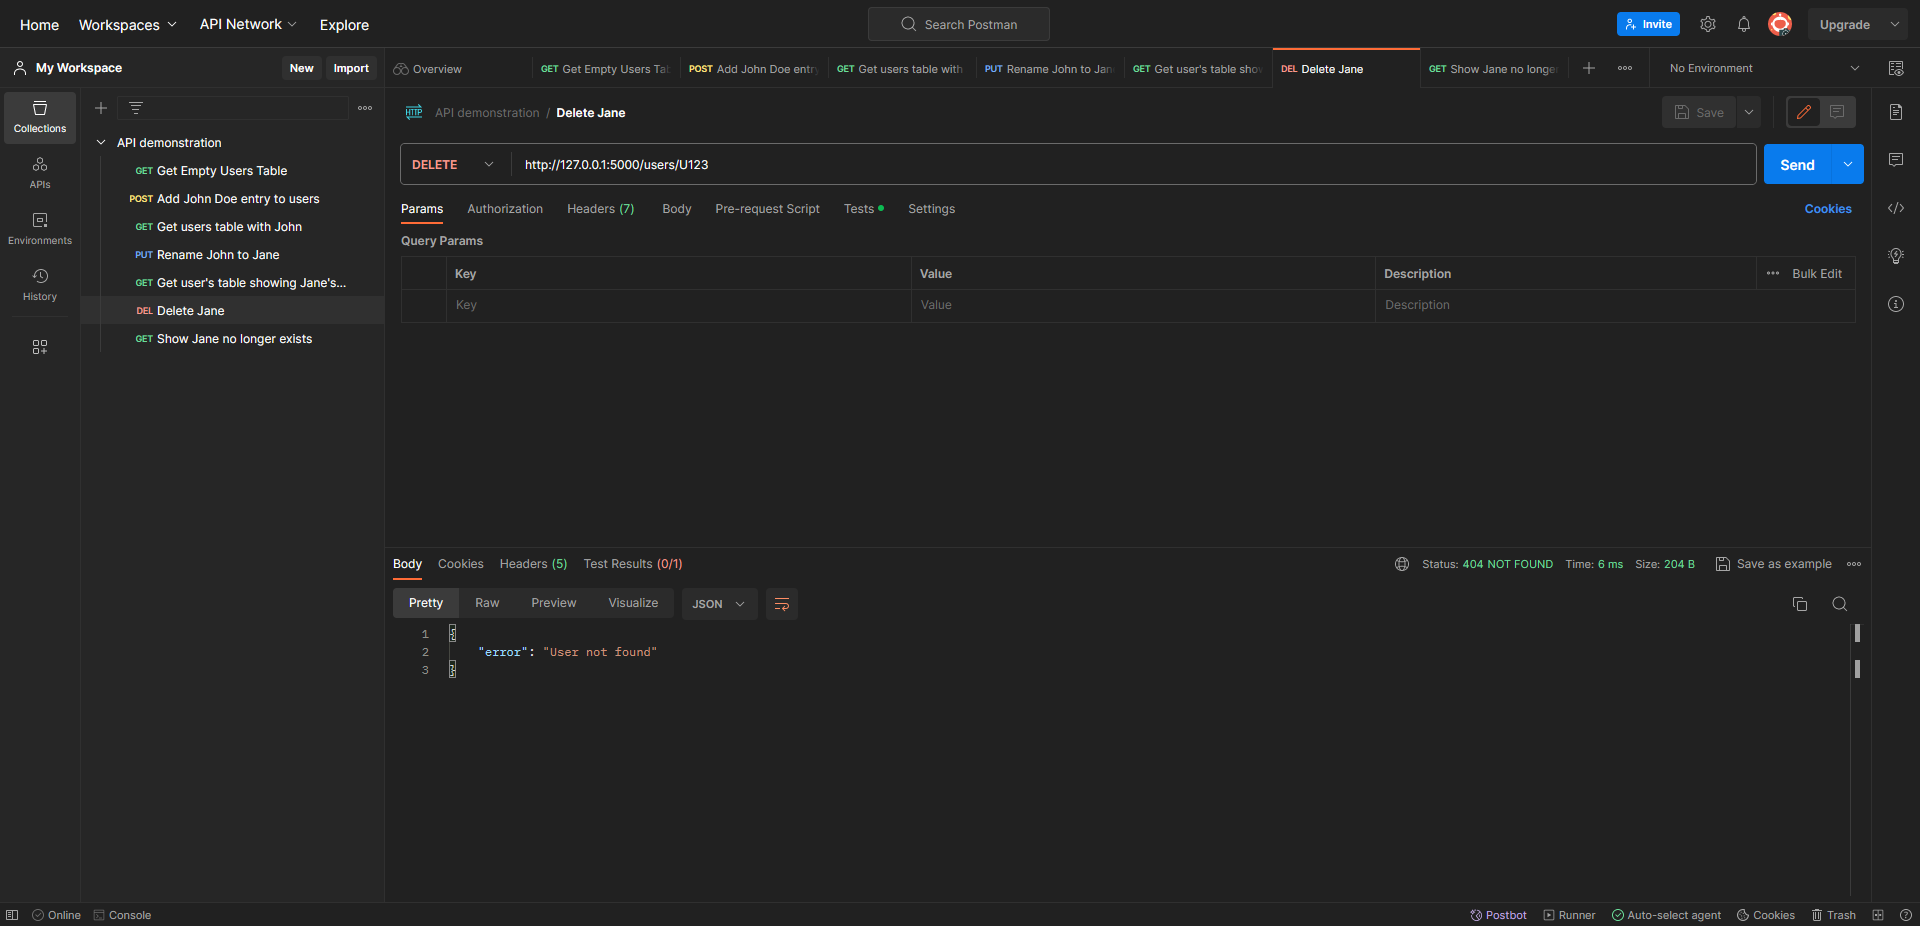 Home Workspaces API Network Explore Search Postman Invite Upgrade
My Workspace New Import
Overview GET Get Empty Users Tab POST Add John Doe entry GET Get users table with PUT Rename John to Jan GET Get user's table show DEL Delete Jane GET Show Jane no longer No Environment
Collections
APIs
Environments
History
API demonstration
GET Get Empty Users Table
POST Add John Doe entry to users
GET Get users table with John
PUT Rename John to Jane
GET Get user's table showing Jane's...
DEL Delete Jane
GET Show Jane no longer exists
HTTP API demonstration / Delete Jane Save
DELETE http://127.0.0.1:5000/users/U123 Send
Params Authorization Headers (7) Body Pre-request Script Tests Settings Cookies
Query Params
Key Value Description Bulk Edit
Key Value Description
Body Cookies Headers (5) Test Results (0/1) Status: 404 NOT FOUND Time: 6 ms Size: 204 B Save as example
Pretty Raw Preview Visualize JSON
1 {
2 "error": "User not found"
3 }
Online Console Postbot Runner Auto-select agent Cookies Trash